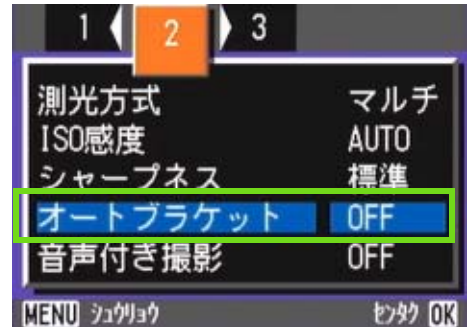 1 2 3
測光方式 マルチ
ISO感度 AUTO
シャープネス 標準
オートブラケット OFF
音声付き撮影 OFF
MENU シュウリョウ センタク OK